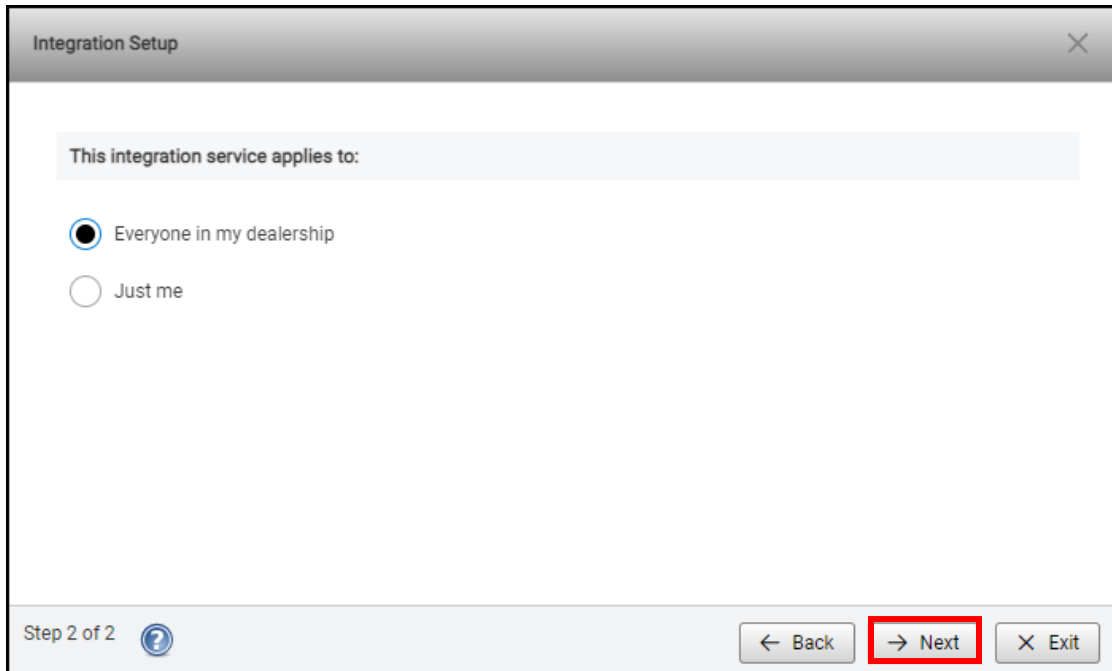 Integration Setup
This integration service applies to:
Everyone in my dealership
Just me
Step 2 of 2 ?
← Back → Next × Exit